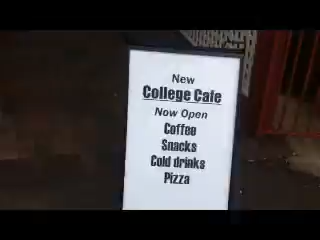 New
College Cafe
Now Open
Coffee
Snacks
Cold drinks
Pizza